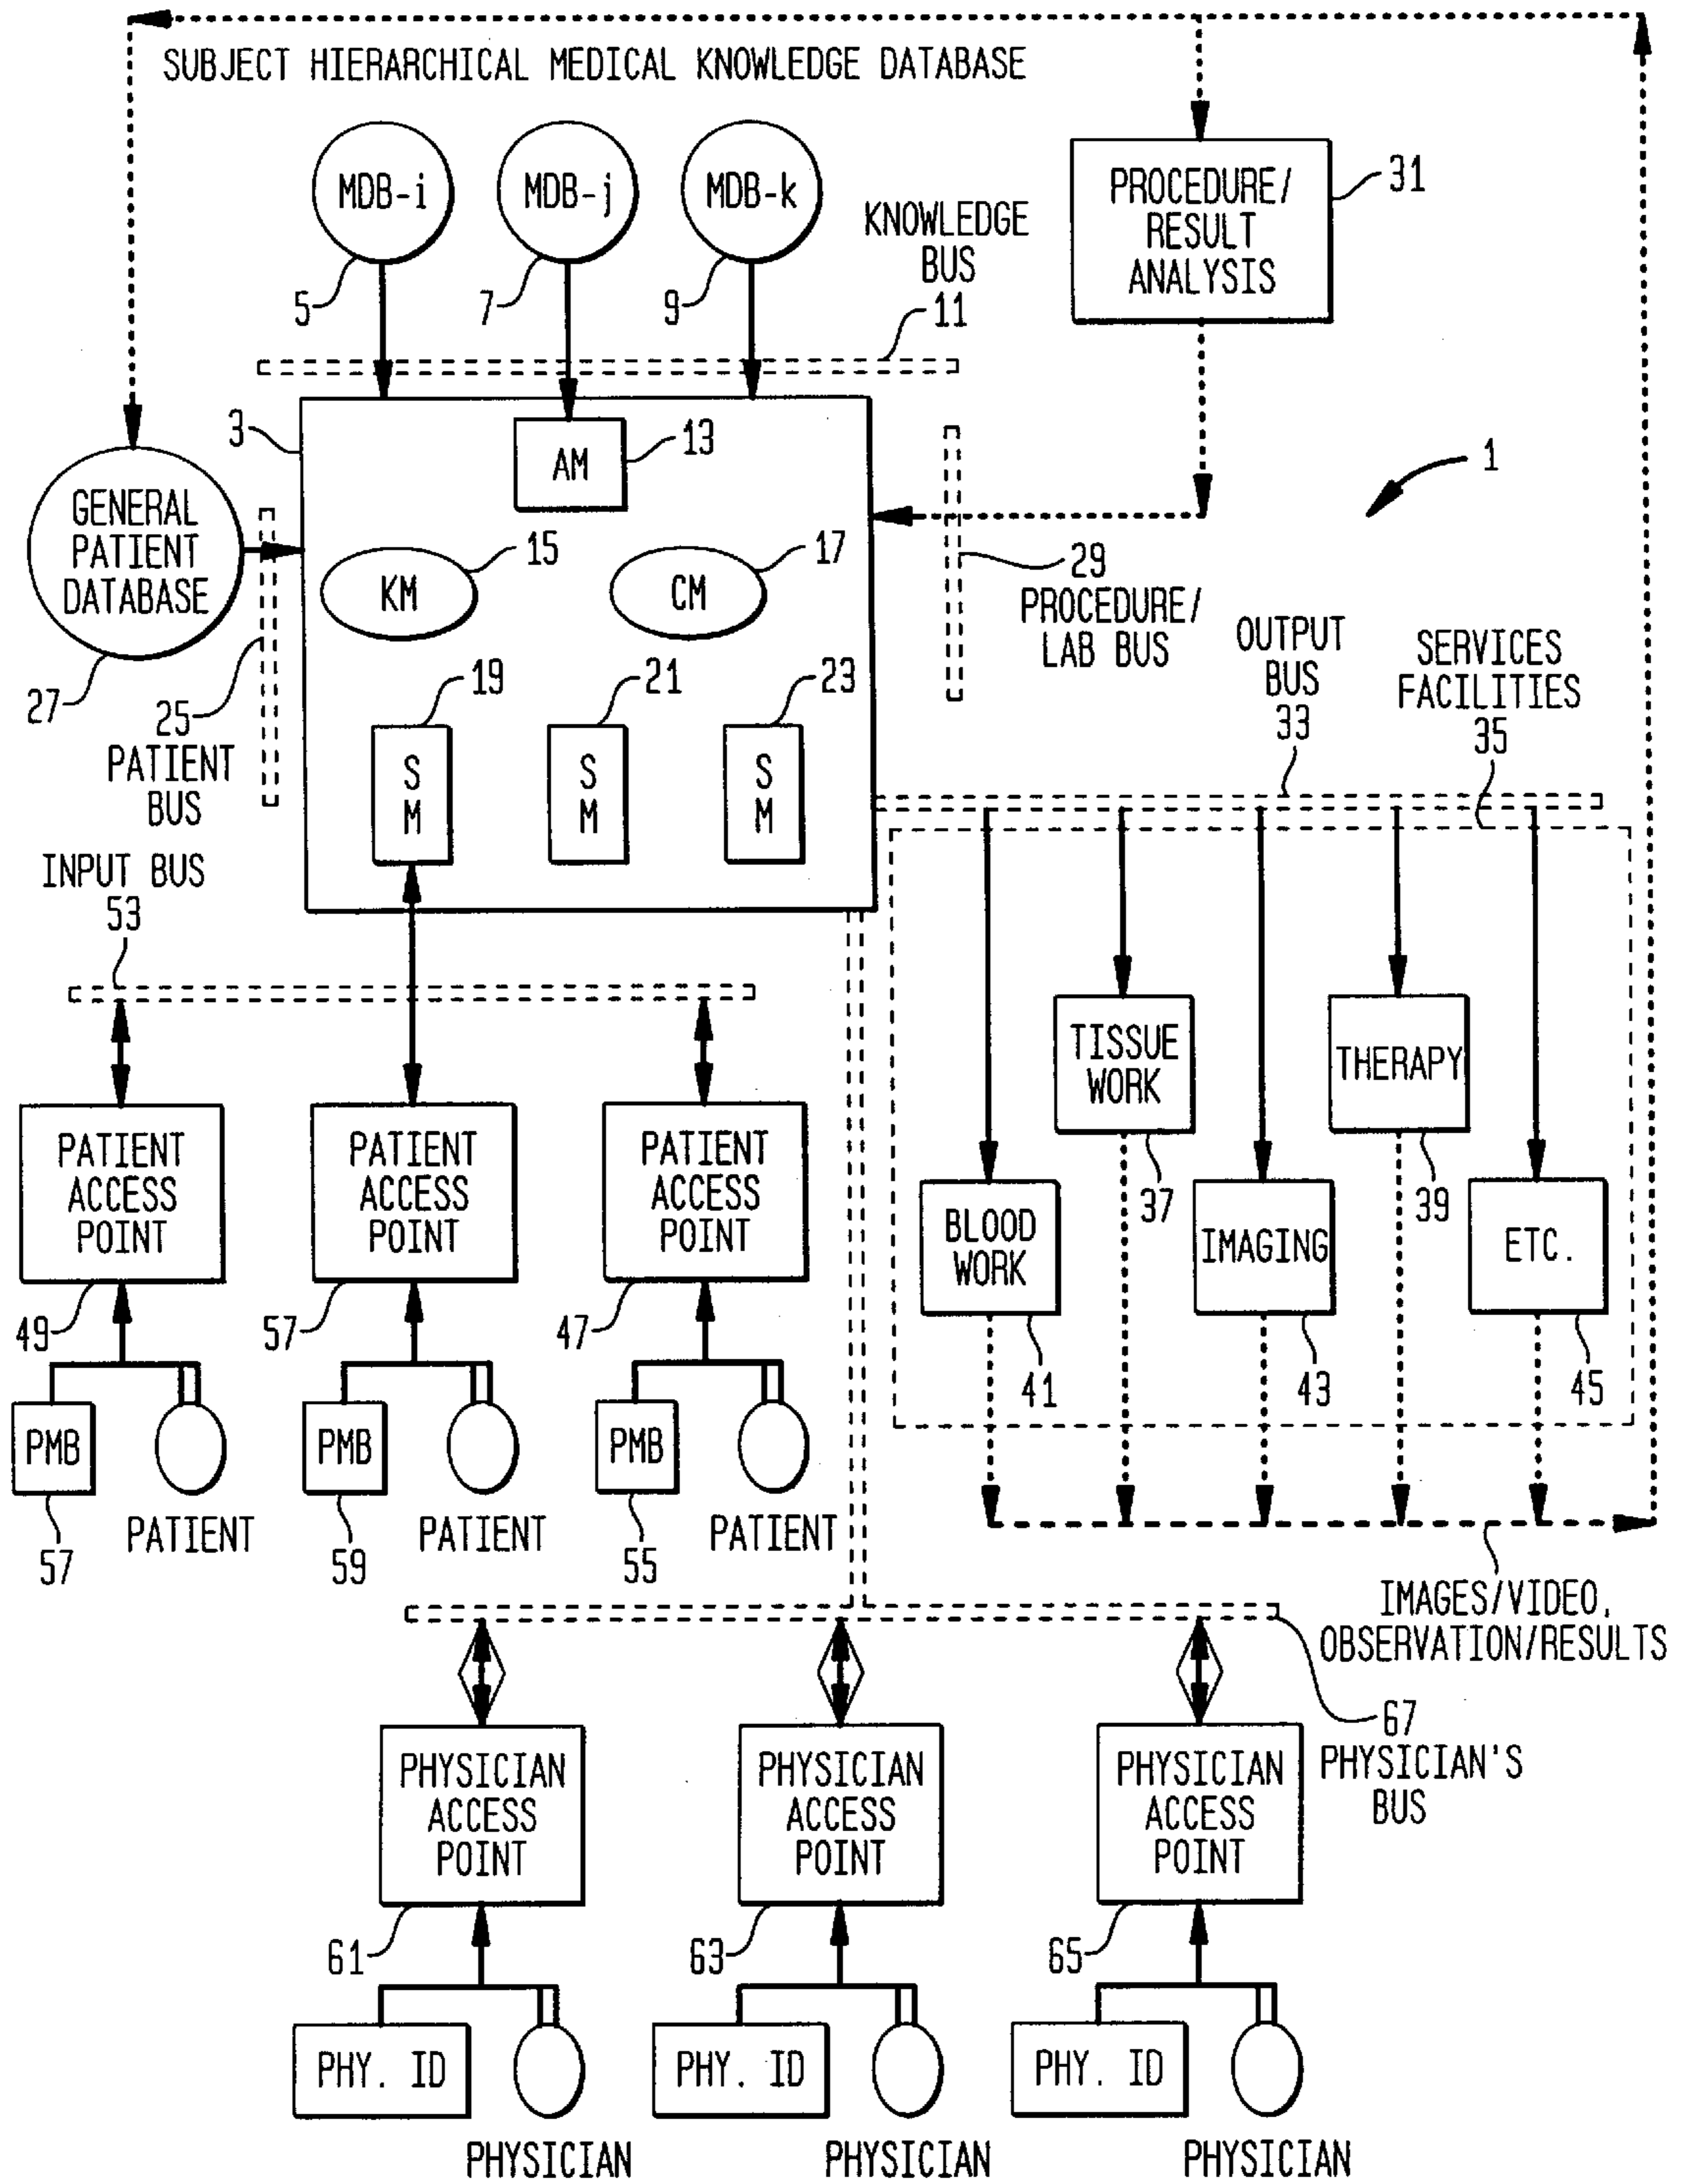 SUBJECT HIERARCHICAL MEDICAL KNOWLEDGE DATABASE
MDB-i
MDB-j
MDB-k
5
7
9
KNOWLEDGE
BUS
11
PROCEDURE/
RESULT
ANALYSIS
31
3
AM
13
1
GENERAL
PATIENT
DATABASE
27
KM
15
CM
17
29
PROCEDURE/
LAB BUS
25
PATIENT
BUS
S
M
19
S
M
21
S
M
23
OUTPUT
BUS
33
SERVICES
FACILITIES
35
INPUT BUS
53
PATIENT
ACCESS
POINT
49
PATIENT
ACCESS
POINT
57
PATIENT
ACCESS
POINT
47
TISSUE
WORK
37
THERAPY
39
BLOOD
WORK
41
IMAGING
43
ETC.
45
PMB
57
PATIENT
PMB
59
PATIENT
PMB
55
PATIENT
IMAGES/VIDEO,
OBSERVATION/RESULTS
67
PHYSICIAN'S
BUS
PHYSICIAN
ACCESS
POINT
61
PHYSICIAN
ACCESS
POINT
63
PHYSICIAN
ACCESS
POINT
65
PHY. ID
PHYSICIAN
PHY. ID
PHYSICIAN
PHY. ID
PHYSICIAN